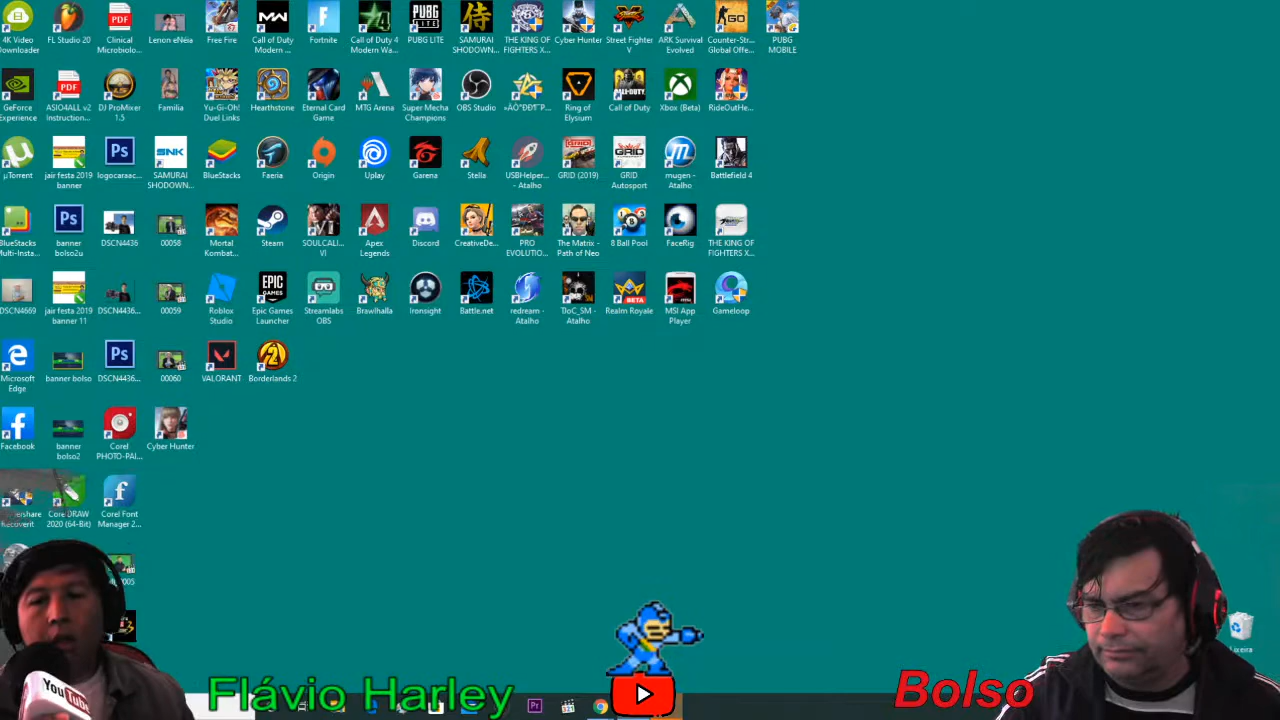 4K Video
Downloader
FL Studio 20
Clinical
Microbiolo...
Lenon eNéia
Free Fire
Call of Duty
Modern ...
Fortnite
Call of Duty 4
Modern Wa...
PUBG LITE
SAMURAI
SHODOWN...
THE KING OF
FIGHTERS X...
Cyber Hunter
Street Fighter
V
ARK Survival
Evolved
Counter-Str...
Global Offe...
PUBG
MOBILE
GeForce
Experience
ASIO4ALL v2
Instruction...
DJ ProMixer
1.5
Familia
Yu-Gi-Oh!
Duel Links
Hearthstone
Eternal Card
Game
MTG Arena
Super Mecha
Champions
OBS Studio
Ring of
Elysium
Call of Duty
Xbox (Beta)
RideOutHe...
µTorrent
jair festa 2019
banner
logocaraac...
SAMURAI
SHODOWN...
BlueStacks
Faeria
Origin
Uplay
Garena
Stella
USBHelper...
- Atalho
GRID (2019)
GRID
Autosport
mugen -
Atalho
Battlefield 4
BlueStacks
Multi-Insta...
banner
bolso2u
DSCN4436
00058
Mortal
Kombat...
Steam
SOULCALI...
VI
Apex
Legends
Discord
CreativeDe...
PRO
EVOLUTIO...
The Matrix -
Path of Neo
8 Ball Pool
FaceRig
THE KING OF
FIGHTERS X...
DSCN4669
jair festa 2019
banner 11
DSCN4436...
00059
Roblox
Studio
Epic Games
Launcher
Streamlabs
OBS
Brawlhalla
Ironsight
Battle.net
redream -
Atalho
TloC_SM -
Atalho
Realm Royale
MSI App
Player
Gameloop
Microsoft
Edge
banner bolso
DSCN4436...
00060
VALORANT
Borderlands 2
Facebook
banner
bolso2
Corel
PHOTO-PAI...
Cyber Hunter
CorelDRAW
2020 (64-Bit)
Corel Font
Manager 2...
YouTube
Flávio Harley
Bolso